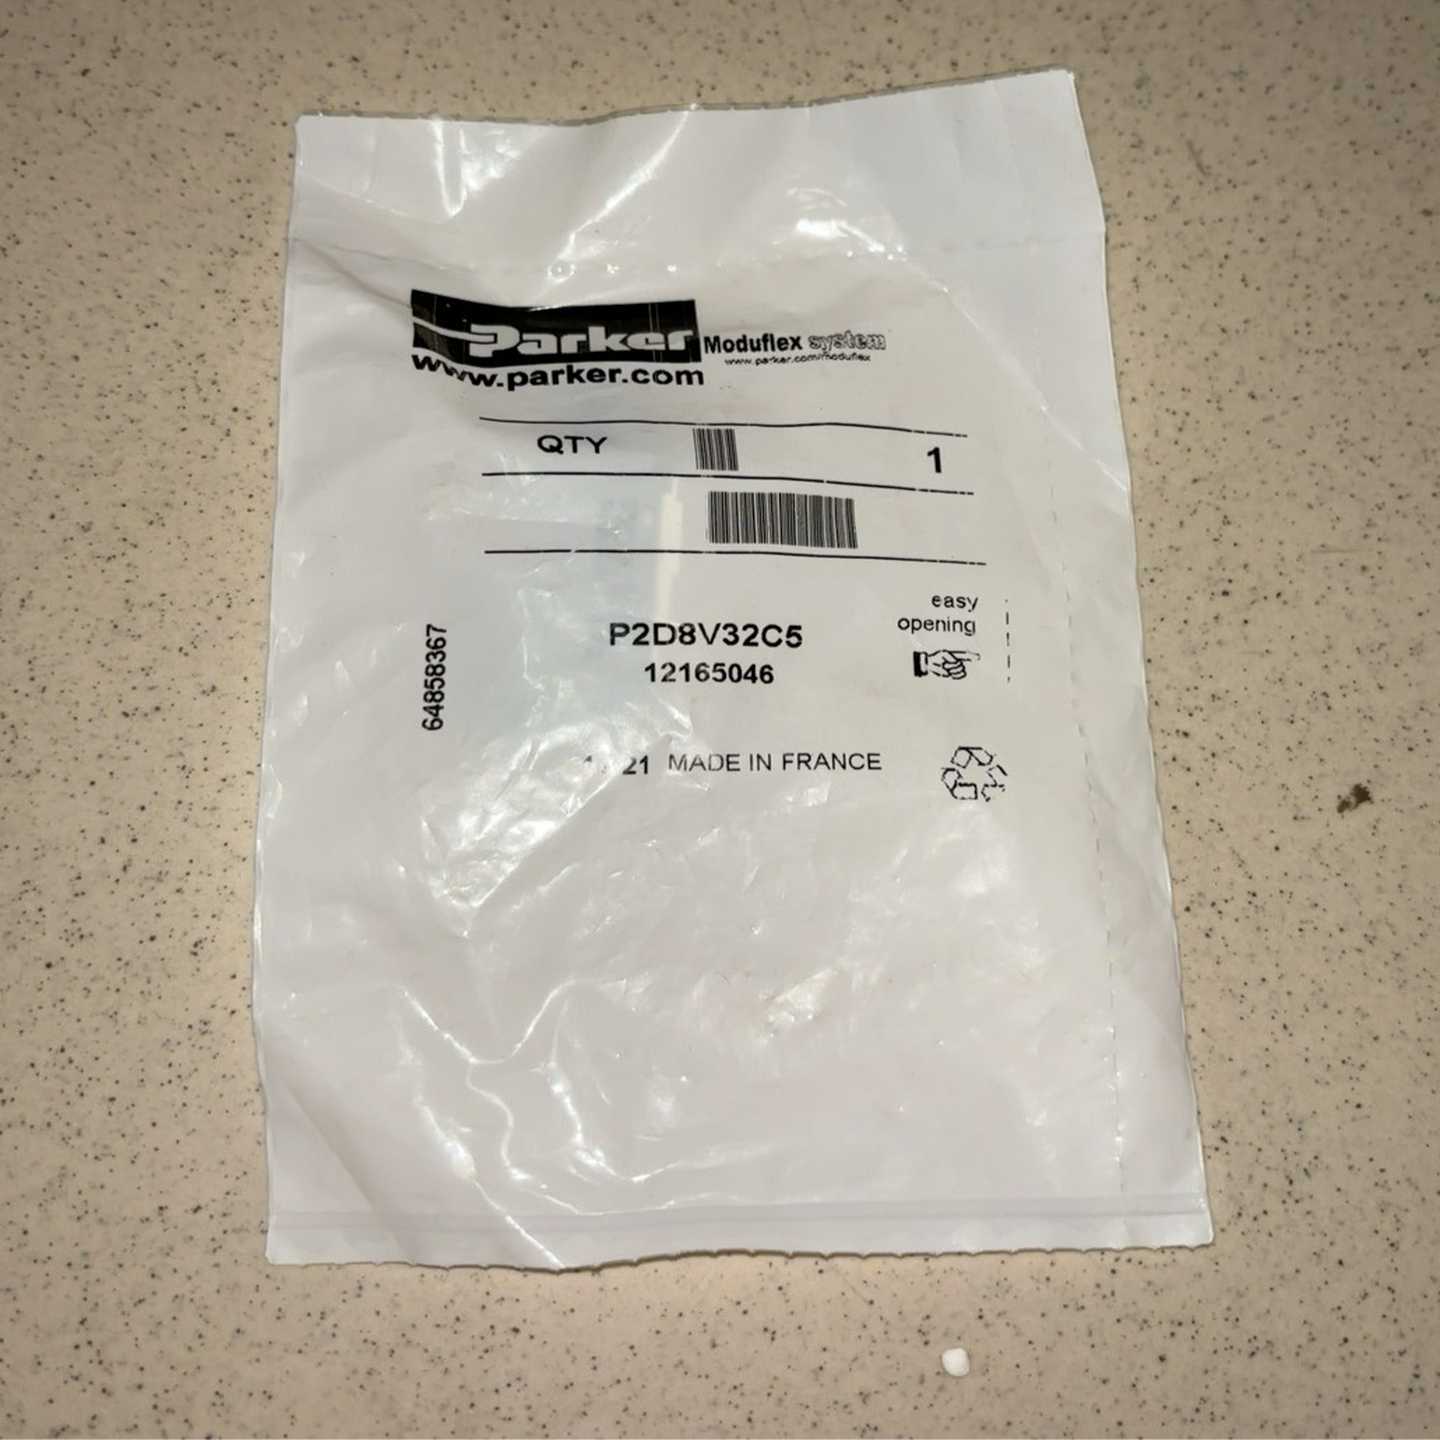 Parker
Moduflex system
www.parker.com/moduflex
www.parker.com
QTY 1
easy
opening
P2D8V32C5
12165046
64858367
21 MADE IN FRANCE